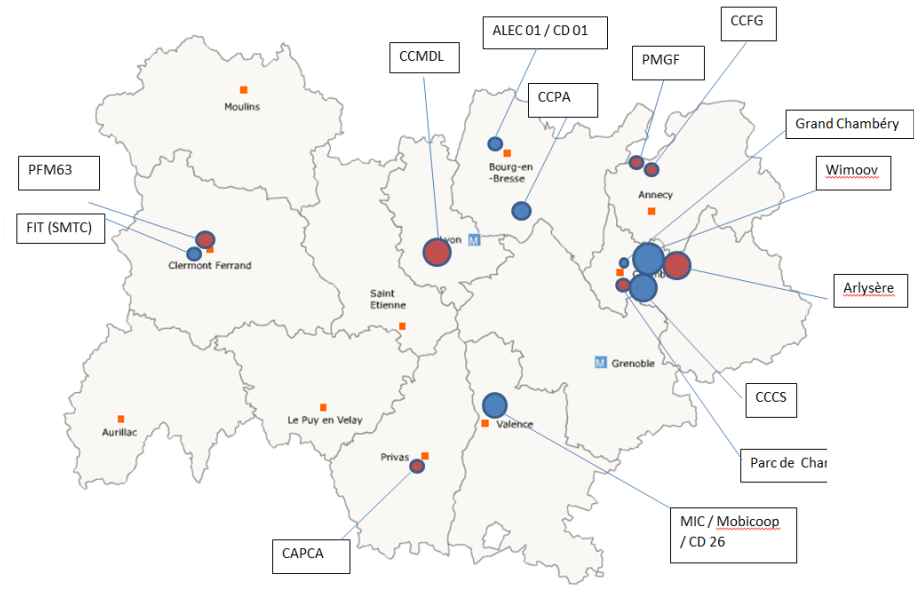 CCFG
ALEC 01 / CD 01
CCMDL
PMGF
CCPA
Grand Chambéry
Moulins
PFM63
Bourg-en
-Bresse
Wimoov
Annecy
FIT (SMTC)
Lyon
M
Clermont Ferrand
Arlysère
Saint
Etienne
M
Grenoble
CCCS
Le Puy en Velay
Aurillac
Valence
Privas
Parc de Char
MIC / Mobicoop
/ CD 26
CAPCA